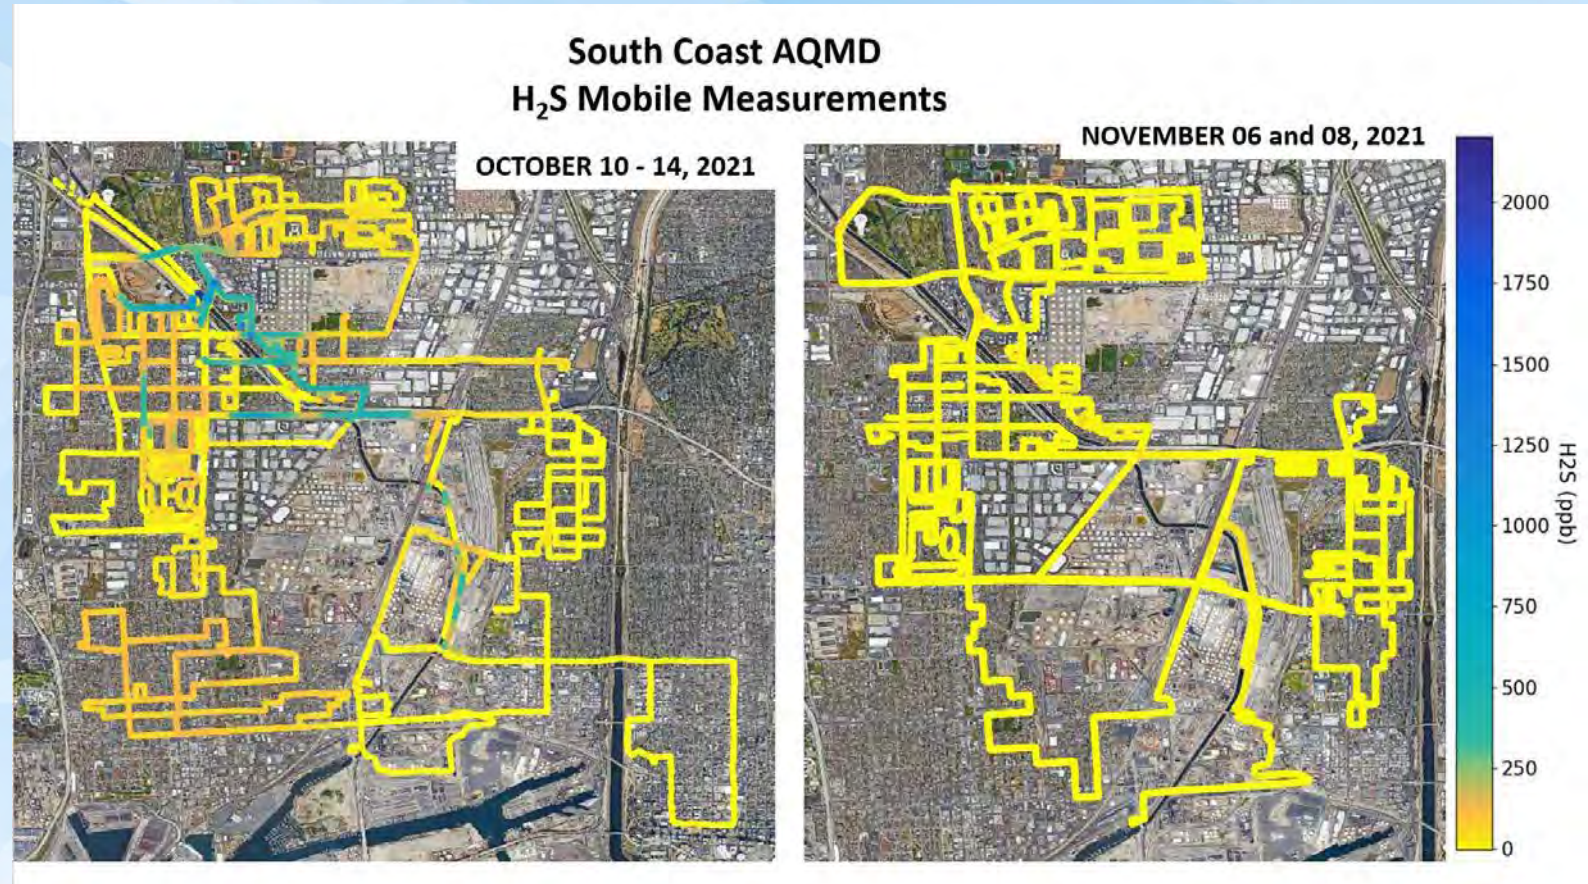 South Coast AQMD
H₂S Mobile Measurements
OCTOBER 10 - 14, 2021
NOVEMBER 06 and 08, 2021
2000
1750
1500
1250
1000
750
500
250
0
H2S (ppb)